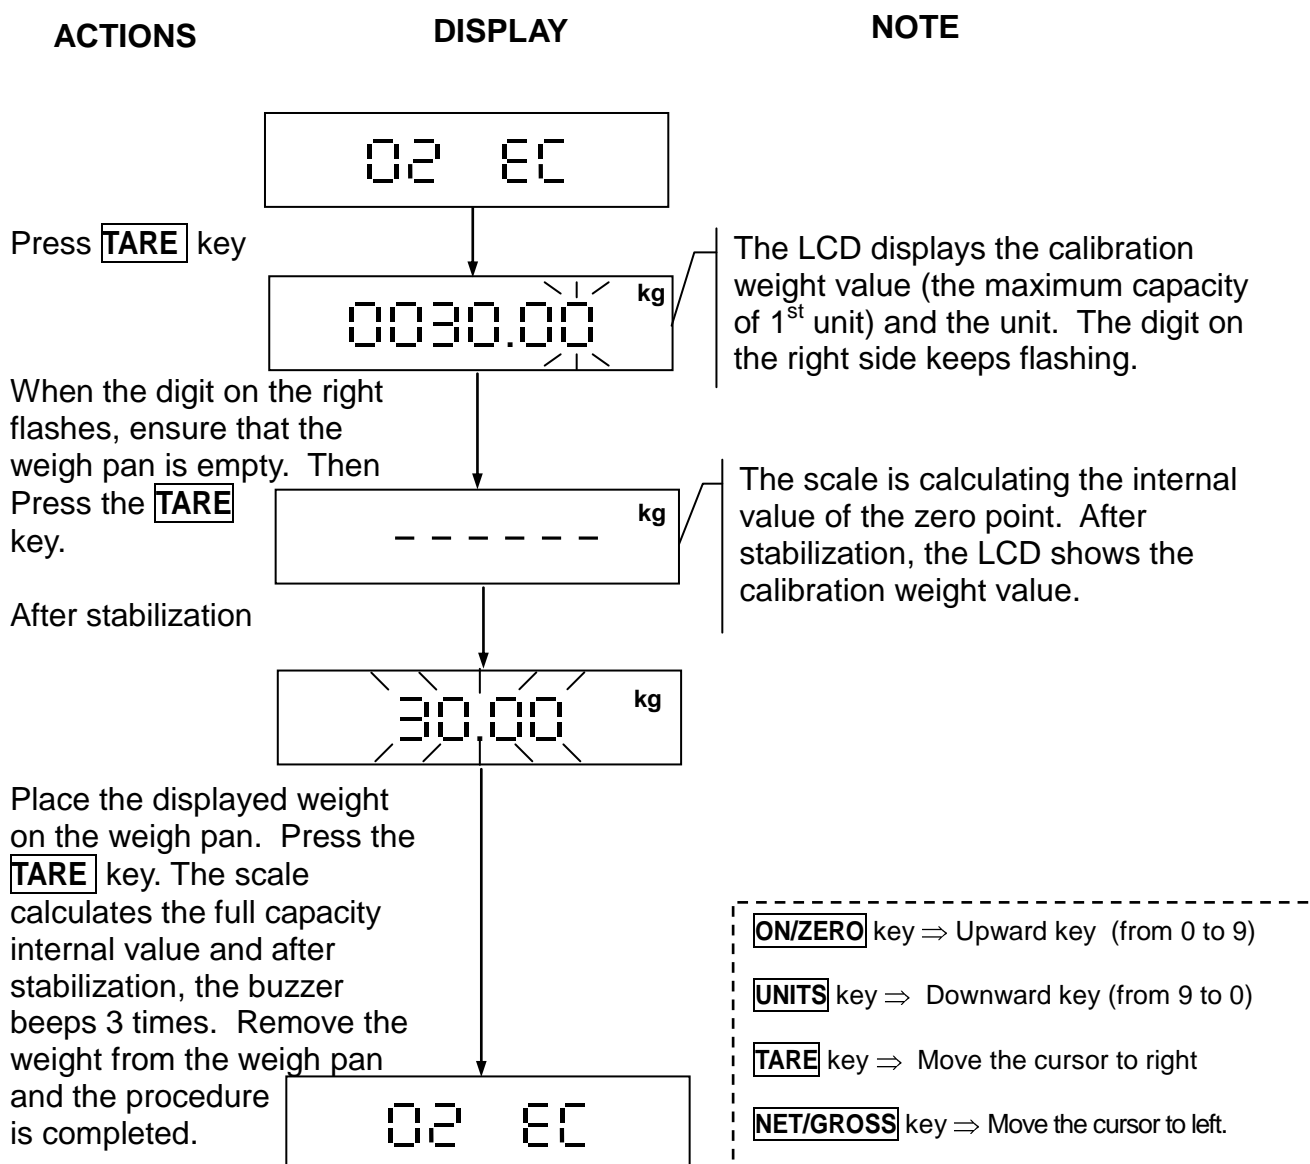 ACTIONS DISPLAY NOTE
02 EC
Press TARE key
0030.00 kg
The LCD displays the calibration
weight value (the maximum capacity
of 1st unit) and the unit. The digit on
the right side keeps flashing.
When the digit on the right
flashes, ensure that the
weigh pan is empty. Then
Press the TARE
key.
- - - - - - kg
The scale is calculating the internal
value of the zero point. After
stabilization, the LCD shows the
calibration weight value.
After stabilization
30.00 kg
Place the displayed weight
on the weigh pan. Press the
TARE key. The scale
calculates the full capacity
internal value and after
stabilization, the buzzer
beeps 3 times. Remove the
weight from the weigh pan
and the procedure
is completed.
02 EC
ON/ZERO key ⇒ Upward key (from 0 to 9)
UNITS key ⇒ Downward key (from 9 to 0)
TARE key ⇒ Move the cursor to right
NET/GROSS key ⇒ Move the cursor to left.